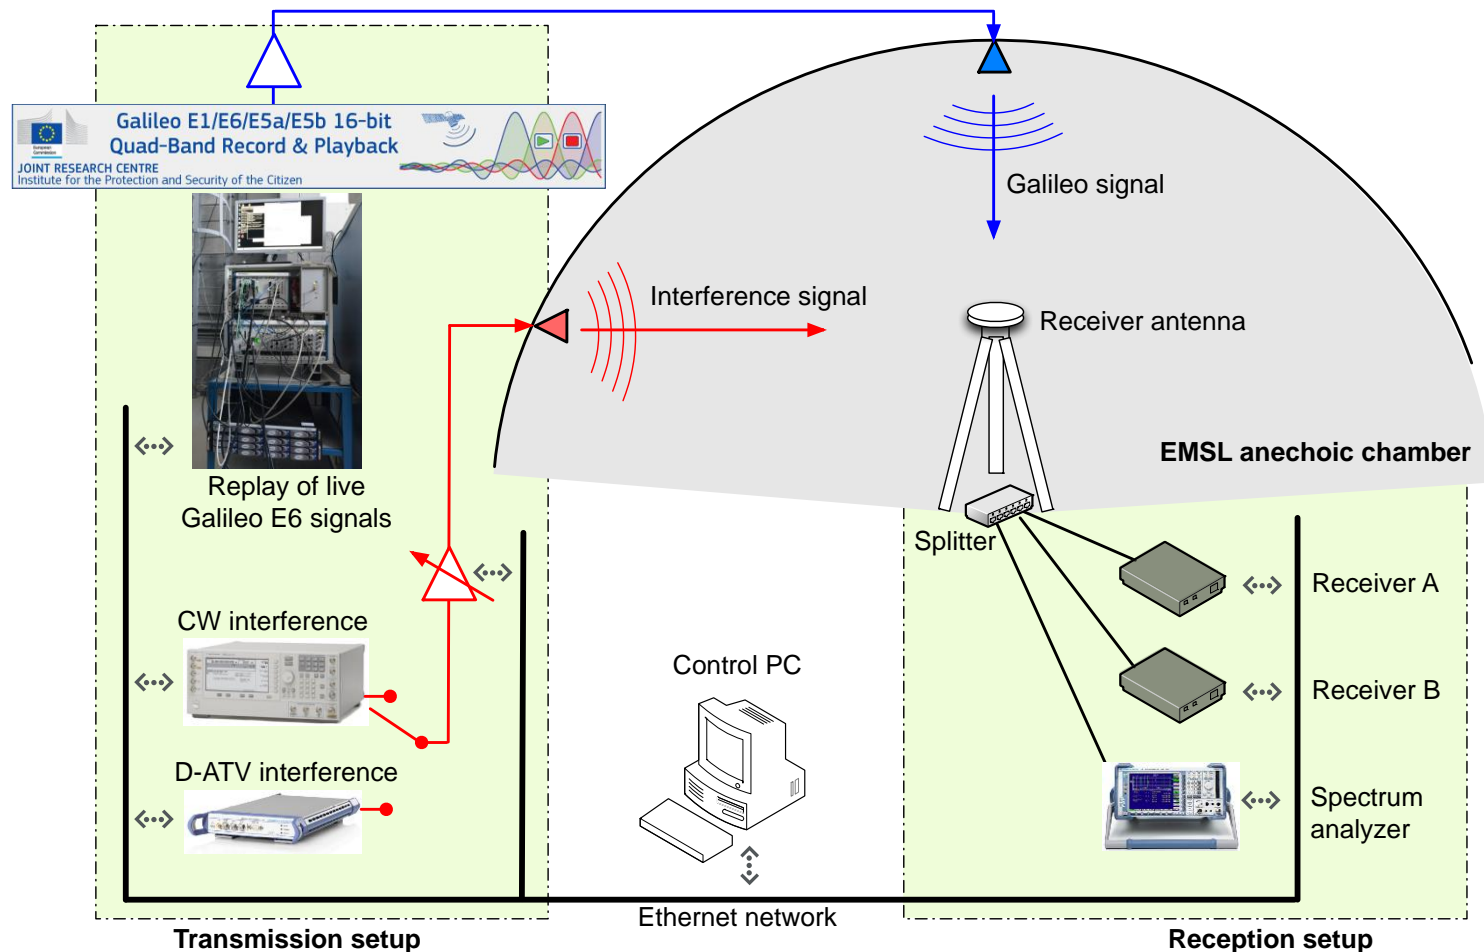 Galileo E1/E6/E5a/E5b 16-bit
Quad-Band Record & Playback
European
Commission
JOINT RESEARCH CENTRE
Institute for the Protection and Security of the Citizen
Galileo signal
Interference signal
Receiver antenna
EMSL anechoic chamber
Replay of live
Galileo E6 signals
Splitter
Receiver A
CW interference
Control PC
Receiver B
D-ATV interference
Spectrum
analyzer
Ethernet network
Transmission setup
Reception setup